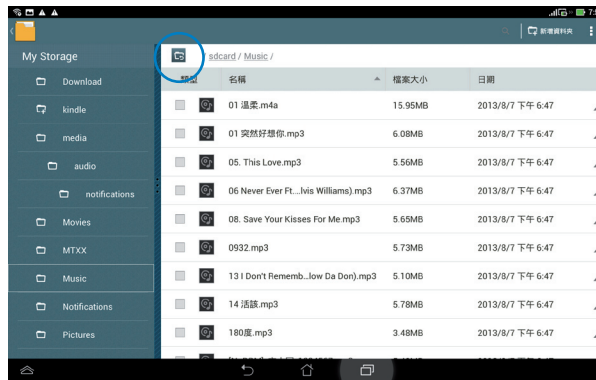 7:
新增資料夾
My Storage
/ sdcard / Music /
類型 名稱 檔案大小 日期
Download
01 溫柔.m4a 15.95MB 2013/8/7 下午 6:47
kindle
01 突然好想你.mp3 6.08MB 2013/8/7 下午 6:47
media
05. This Love.mp3 5.56MB 2013/8/7 下午 6:47
audio
06 Never Ever Ft....lvis Williams).mp3 6.37MB 2013/8/7 下午 6:47
notifications
08. Save Your Kisses For Me.mp3 5.65MB 2013/8/7 下午 6:47
Movies
0932.mp3 5.73MB 2013/8/7 下午 6:47
MTXX
13 I Don't Rememb...low Da Don).mp3 5.10MB 2013/8/7 下午 6:47
Music
14 活該.mp3 5.78MB 2013/8/7 下午 6:47
Notifications
180度.mp3 3.48MB 2013/8/7 下午 6:47
Pictures